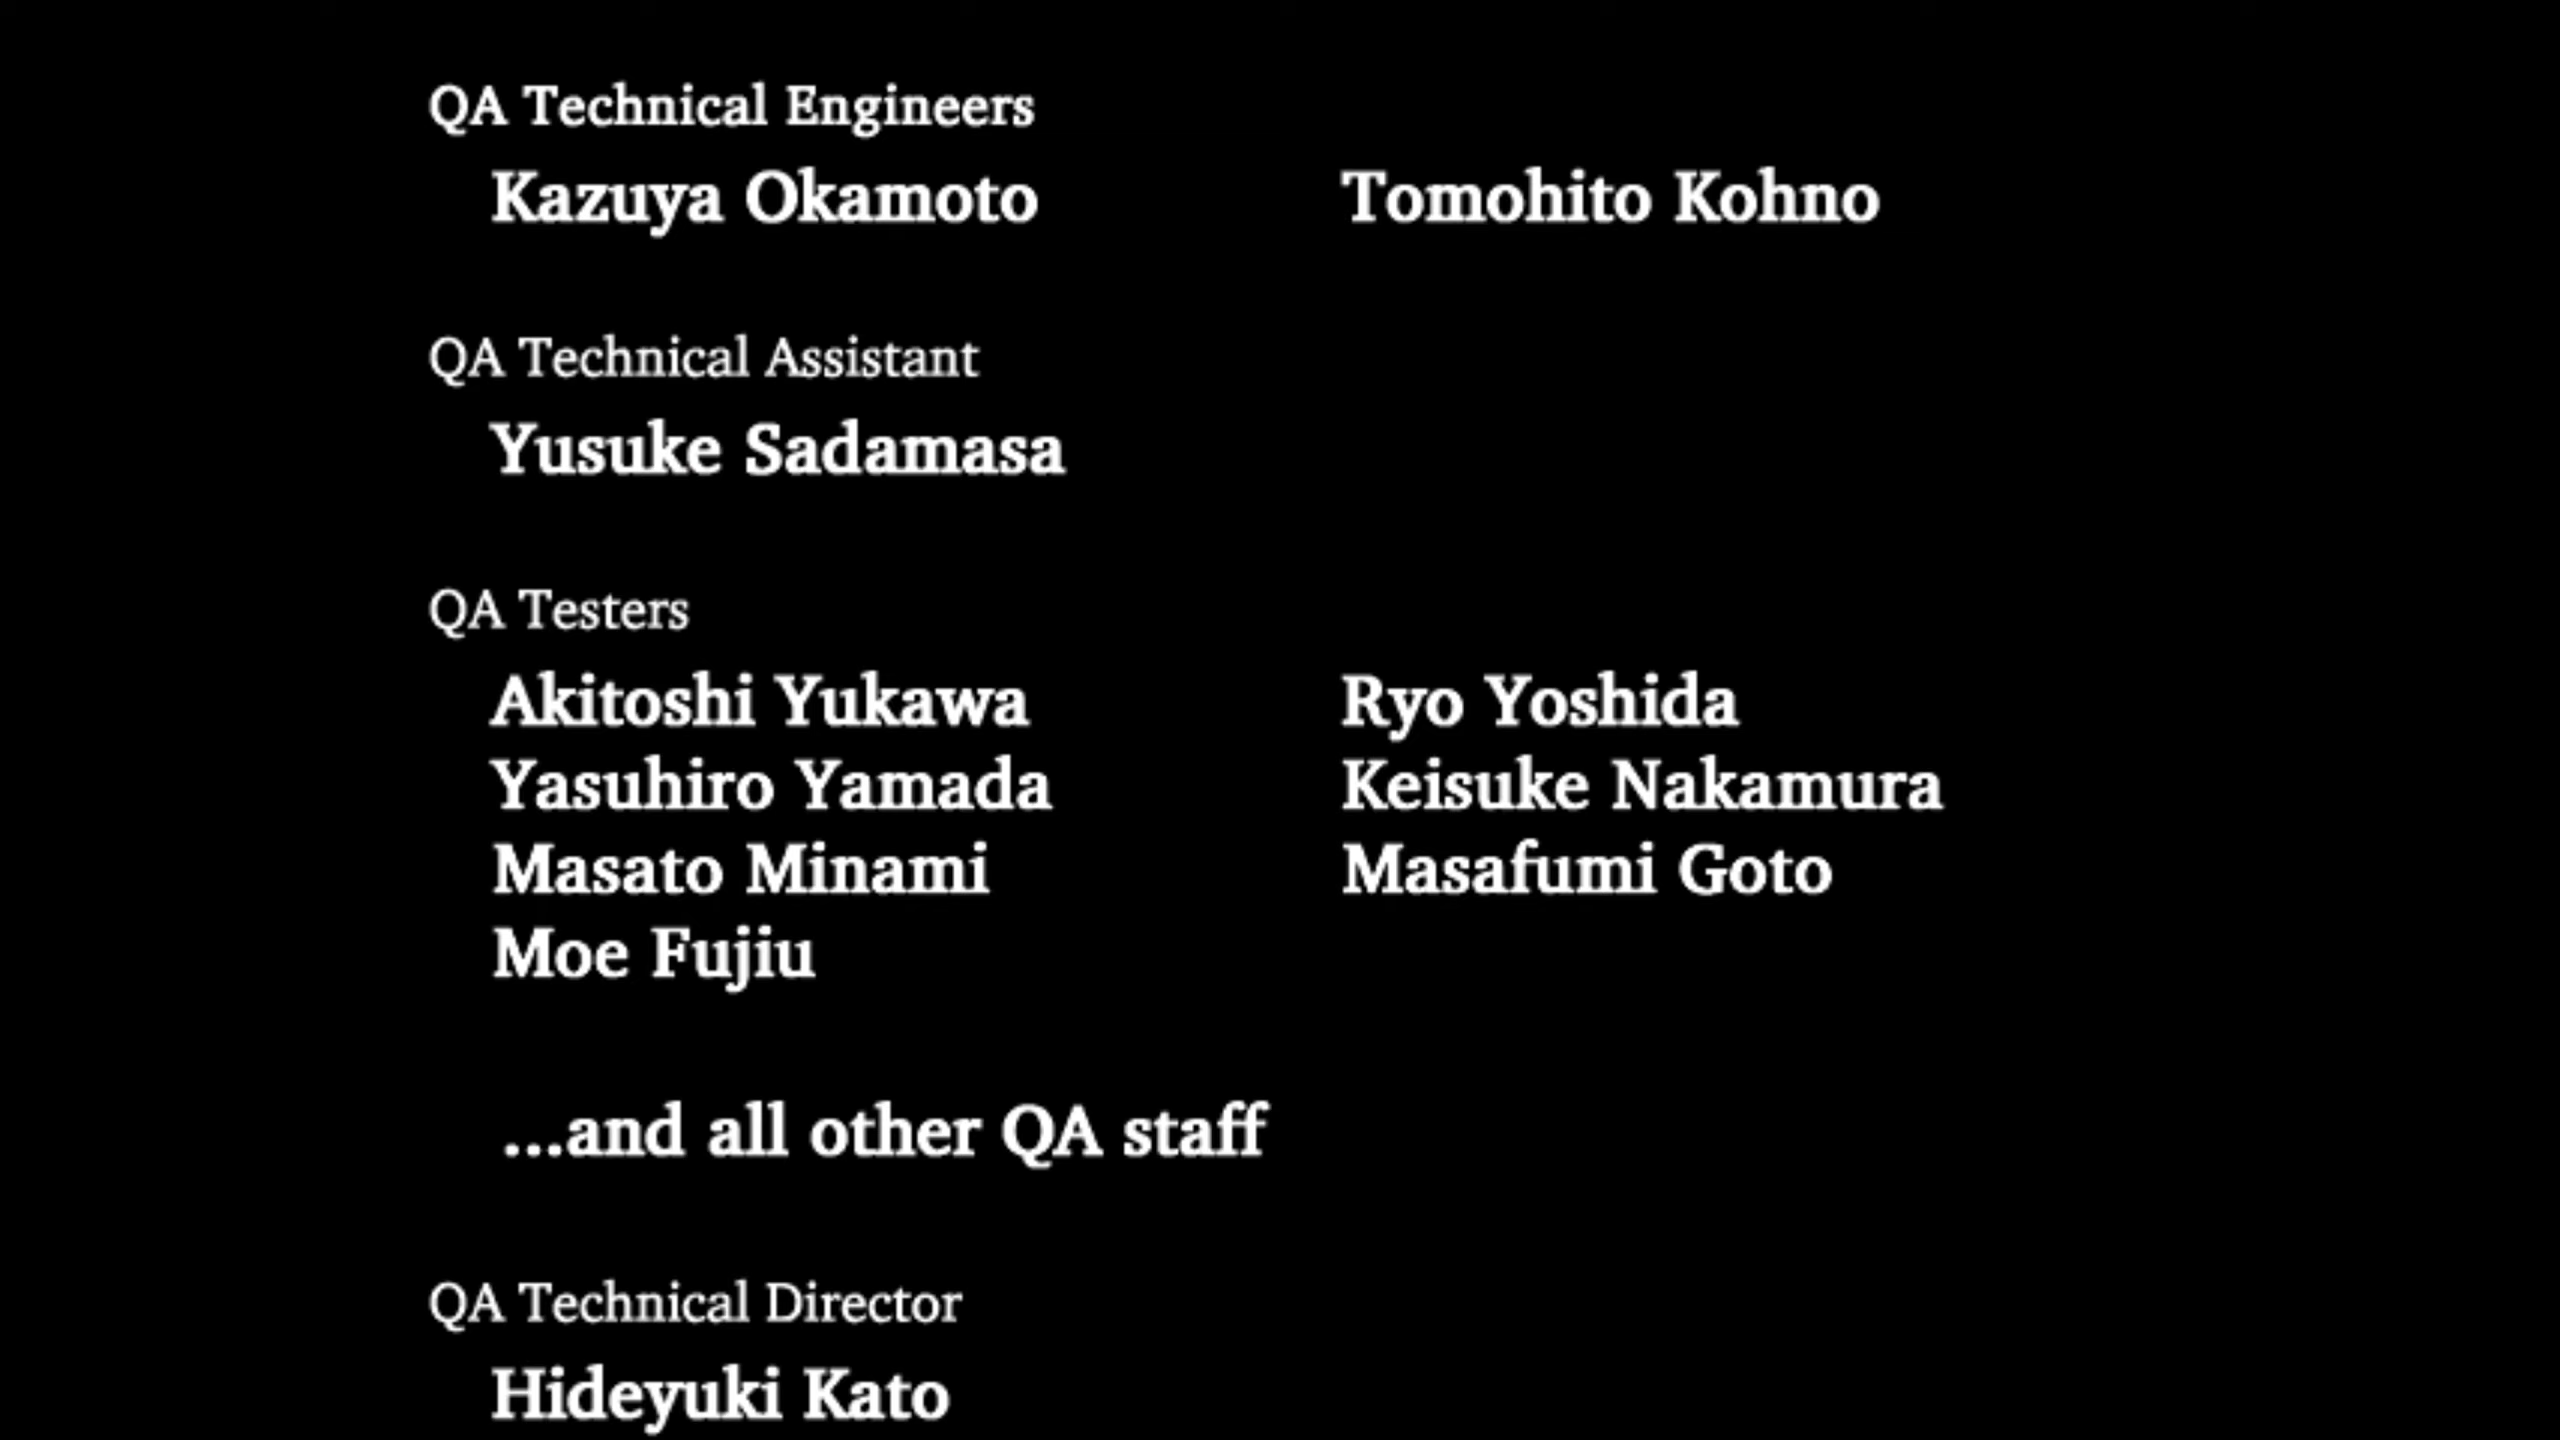 QA Technical Engineers
Kazuya Okamoto Tomohito Kohno
QA Technical Assistant
Yusuke Sadamasa
QA Testers
Akitoshi Yukawa Ryo Yoshida
Yasuhiro Yamada Keisuke Nakamura
Masato Minami Masafumi Goto
Moe Fujiu
...and all other QA staff
QA Technical Director
Hideyuki Kato